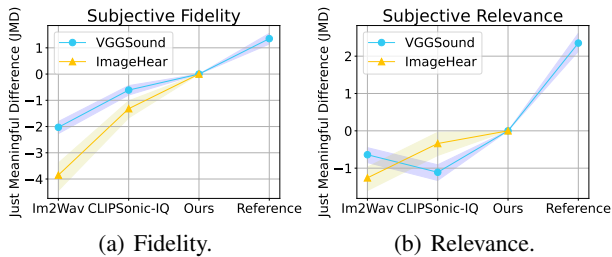 Subjective Fidelity
Just Meaningful Difference (JMD)
1
0
−1
−2
−3
−4
VGGSound
ImageHear
Im2Wav CLIPSonic-IQ Ours Reference
(a) Fidelity.
Subjective Relevance
Just Meaningful Difference (JMD)
2
1
0
−1
VGGSound
ImageHear
Im2Wav CLIPSonic-IQ Ours Reference
(b) Relevance.